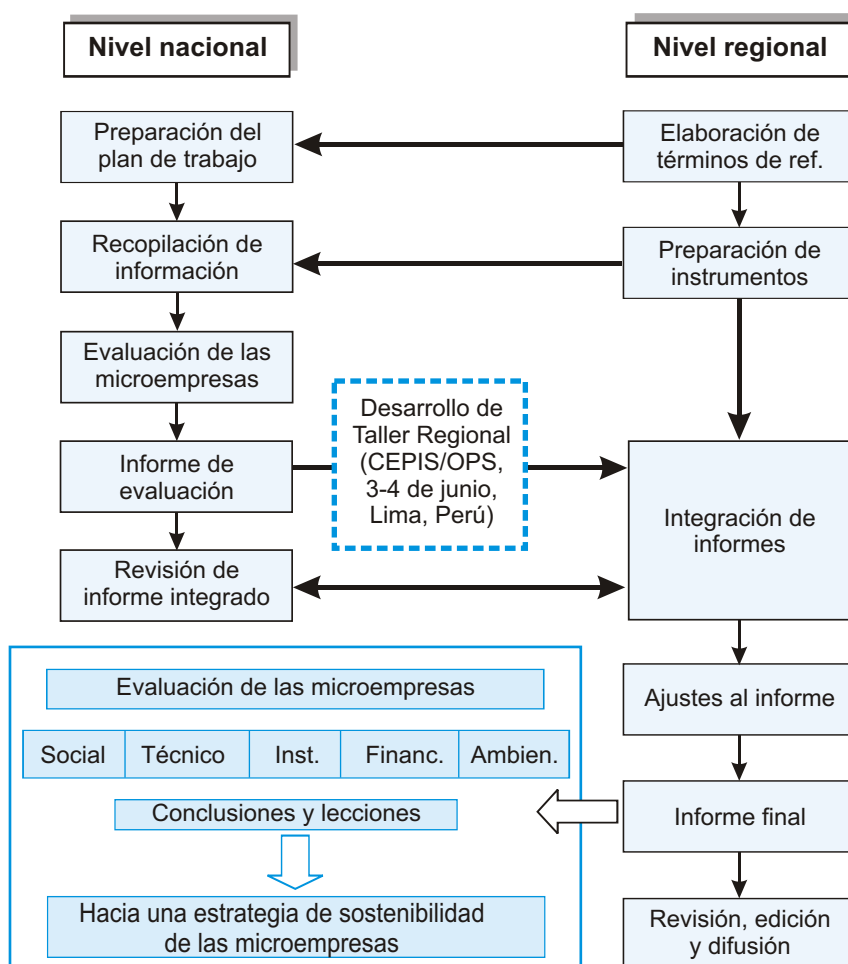 Nivel nacional
Nivel regional
Preparación del
plan de trabajo
Elaboración de
términos de ref.
Recopilación de
información
Preparación de
instrumentos
Evaluación de las
microempresas
Desarrollo de
Taller Regional
(CEPIS/OPS,
3-4 de junio,
Lima, Perú)
Informe de
evaluación
Integración de
informes
Revisión de
informe integrado
Evaluación de las microempresas
Social
Técnico
Inst.
Financ.
Ambien.
Conclusiones y lecciones
Hacia una estrategia de sostenibilidad
de las microempresas
Ajustes al informe
Informe final
Revisión, edición
y difusión